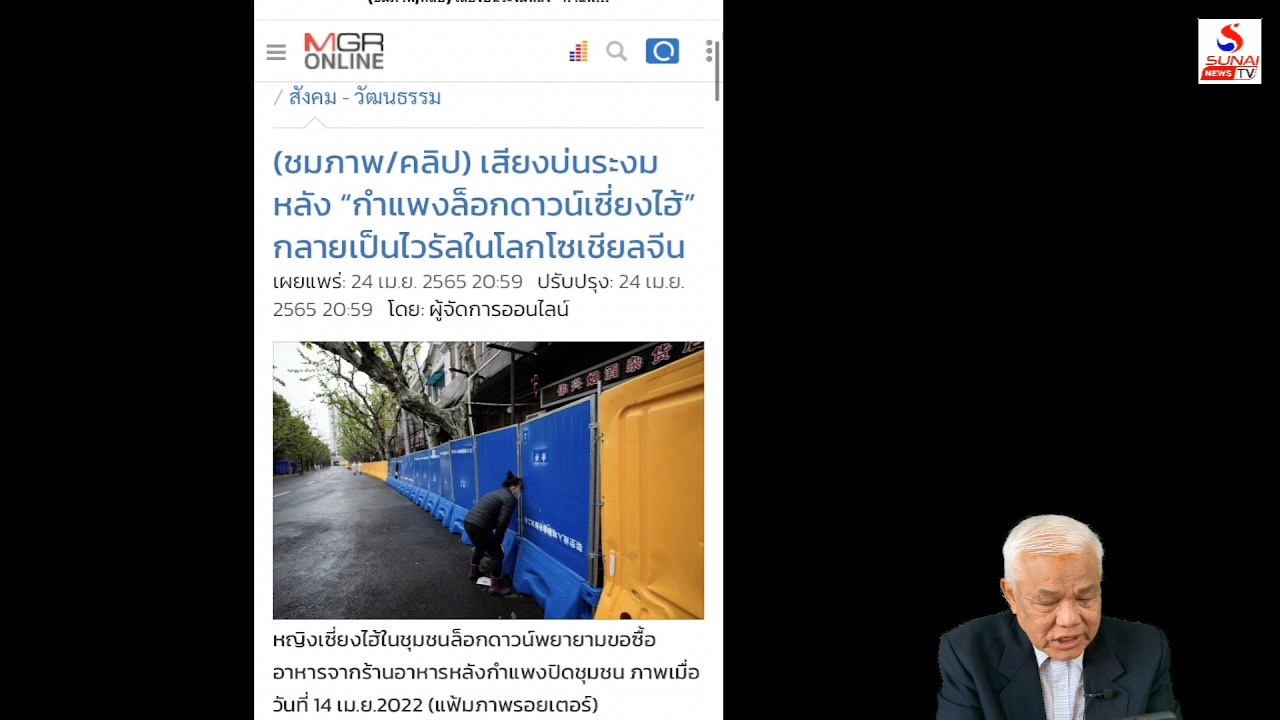 MGR
ONLINE
SUNAI
NEWS TV
/ สังคม - วัฒนธรรม
(ชมภาพ/คลิป) เสียงบ่นระงม
หลัง “กำแพงล็อกดาวน์เซี่ยงไฮ้”
กลายเป็นไวรัลในโลกโซเชียลจีน
เผยแพร่: 24 เม.ย. 2565 20:59 ปรับปรุง: 24 เม.ย.
2565 20:59 โดย: ผู้จัดการออนไลน์
烟酒杂货店
หญิงเซี่ยงไฮ้ในชุมชนล็อกดาวน์พยายามขอซื้อ
อาหารจากร้านอาหารหลังกำแพงปิดชุมชน ภาพเมื่อ
วันที่ 14 เม.ย.2022 (แฟ้มภาพรอยเตอร์)